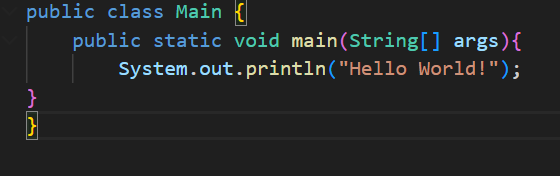 public class Main {
    public static void main(String[] args){
        System.out.println("Hello World!");
}
}